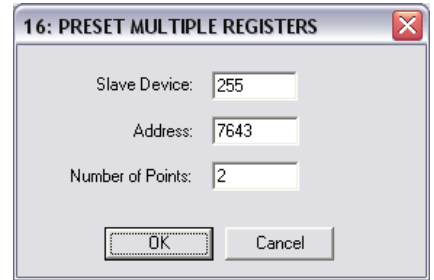 16: PRESET MULTIPLE REGISTERS
Slave Device: 255
Address: 7643
Number of Points: 2
OK Cancel